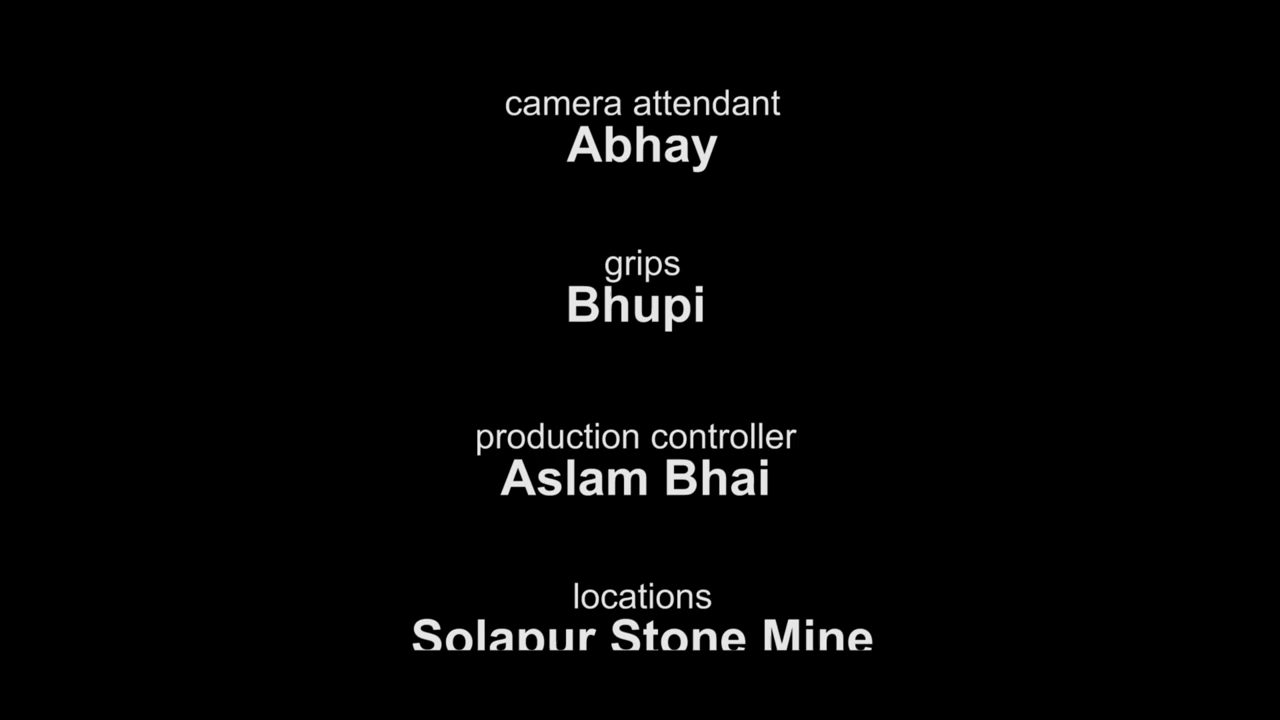 camera attendant
Abhay
grips
Bhupi
production controller
Aslam Bhai
locations
Solapur Stone Mine